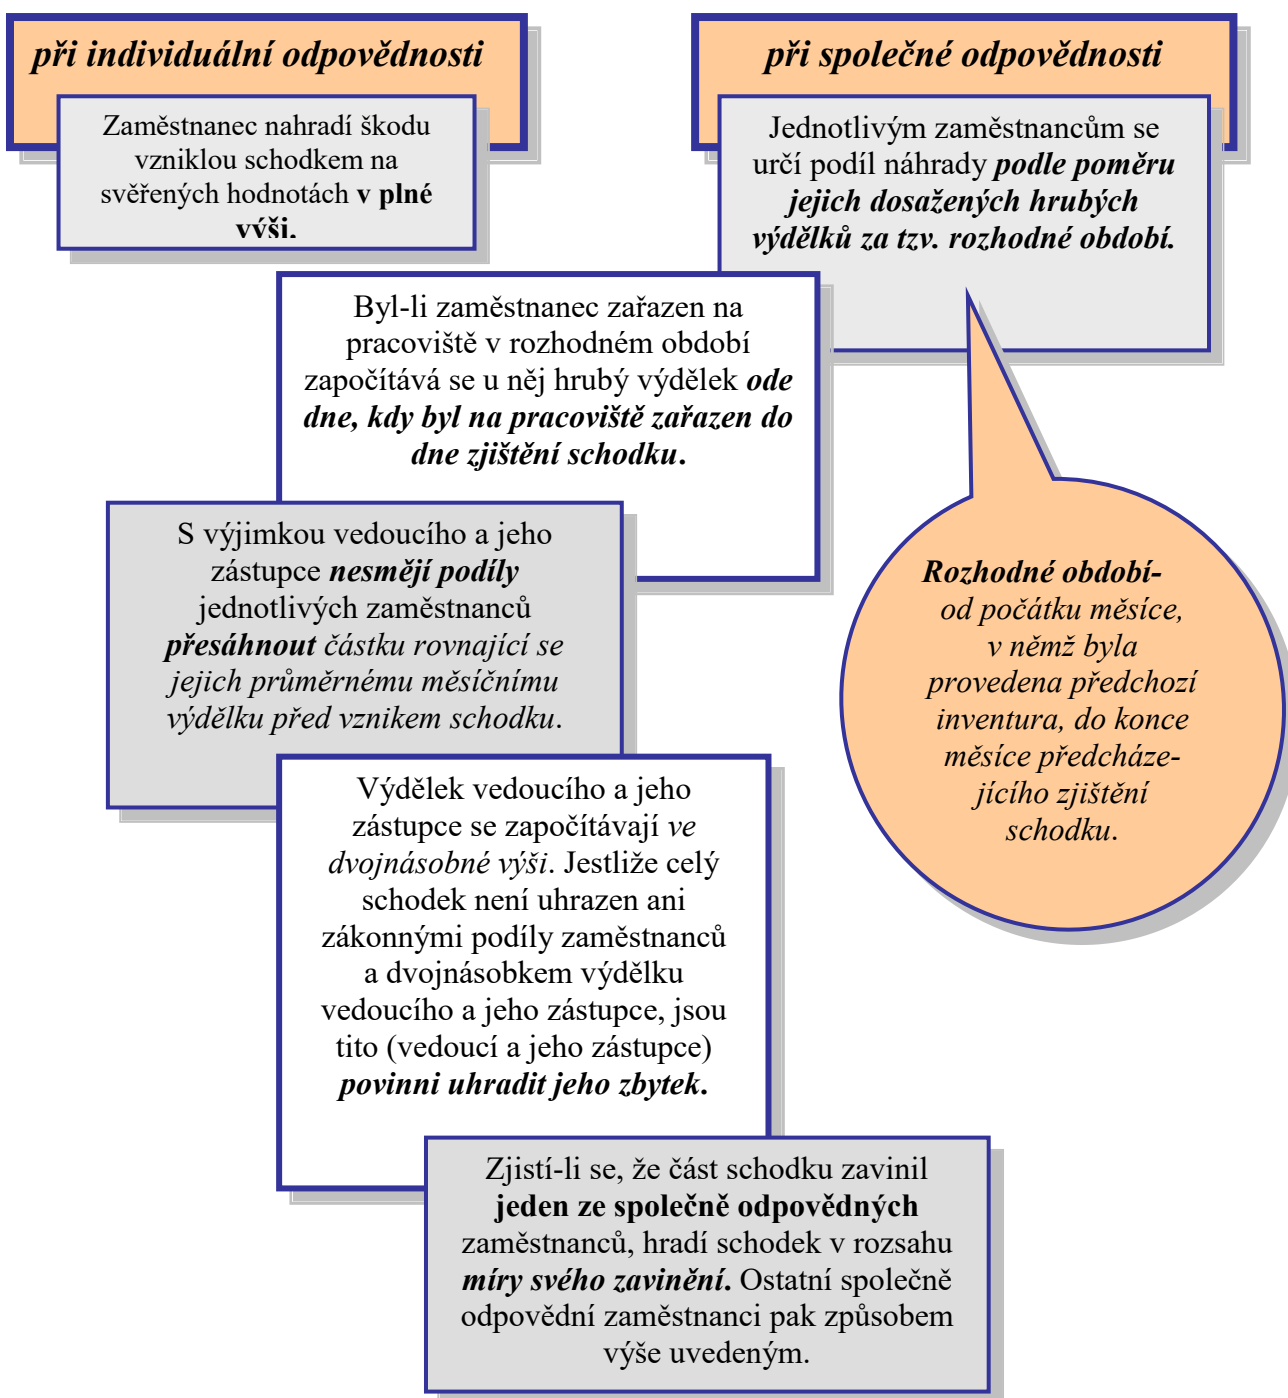 při individuální odpovědnosti
Zaměstnanec nahradí škodu
vzniklou schodkem na
svěřených hodnotách v plné
výši.
při společné odpovědnosti
Jednotlivým zaměstnancům se
určí podíl náhrady podle poměru
jejich dosažených hrubých
výdělků za tzv. rozhodné období.
Byl-li zaměstnanec zařazen na
pracoviště v rozhodném období
započítává se u něj hrubý výdělek ode
dne, kdy byl na pracoviště zařazen do
dne zjištění schodku.
S výjimkou vedoucího a jeho
zástupce nesmějí podíly
jednotlivých zaměstnanců
přesáhnout částku rovnající se
jejich průměrnému měsíčnímu
výdělku před vznikem schodku.
Rozhodné období-
od počátku měsíce,
v němž byla
provedena předchozí
inventura, do konce
měsíce předcháze-
jícího zjištění
schodku.
Výdělek vedoucího a jeho
zástupce se započítávají ve
dvojnásobné výši. Jestliže celý
schodek není uhrazen ani
zákonnými podíly zaměstnanců
a dvojnásobkem výdělku
vedoucího a jeho zástupce, jsou
tito (vedoucí a jeho zástupce)
povinni uhradit jeho zbytek.
Zjistí-li se, že část schodku zavinil
jeden ze společně odpovědných
zaměstnanců, hradí schodek v rozsahu
míry svého zavinění. Ostatní společně
odpovědní zaměstnanci pak způsobem
výše uvedeným.